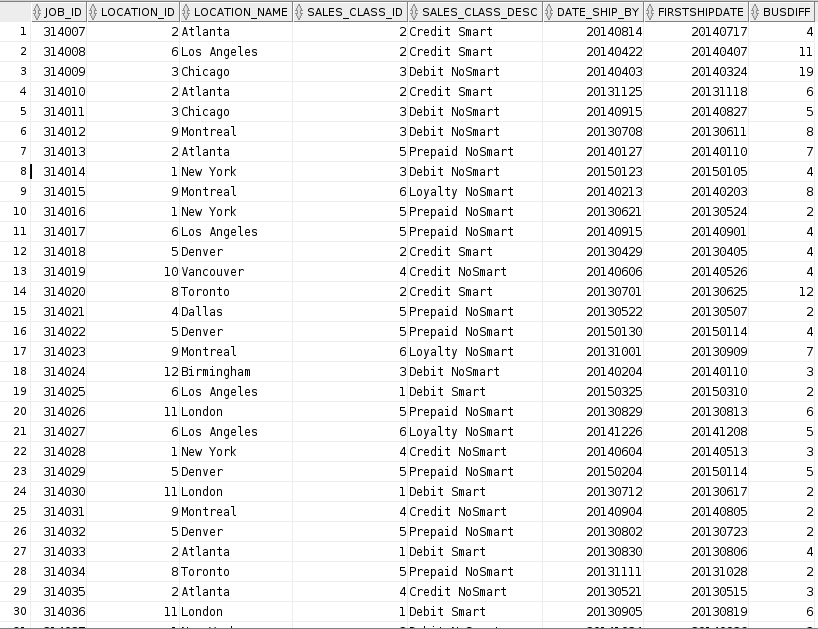 JOB_ID LOCATION_ID LOCATION_NAME SALES_CLASS_ID SALES_CLASS_DESC DATE_SHIP_BY FIRSTSHIPDATE BUSDIFF
1 314007 2 Atlanta 2 Credit Smart 20140814 20140717 4
2 314008 6 Los Angeles 2 Credit Smart 20140422 20140407 11
3 314009 3 Chicago 3 Debit NoSmart 20140403 20140324 19
4 314010 2 Atlanta 2 Credit Smart 20131125 20131118 6
5 314011 3 Chicago 3 Debit NoSmart 20140915 20140827 5
6 314012 9 Montreal 3 Debit NoSmart 20130708 20130611 8
7 314013 2 Atlanta 5 Prepaid NoSmart 20140127 20140110 7
8 314014 1 New York 3 Debit NoSmart 20150123 20150105 4
9 314015 9 Montreal 6 Loyalty NoSmart 20140213 20140203 8
10 314016 1 New York 5 Prepaid NoSmart 20130621 20130524 2
11 314017 6 Los Angeles 5 Prepaid NoSmart 20140915 20140901 4
12 314018 5 Denver 2 Credit Smart 20130429 20130405 4
13 314019 10 Vancouver 4 Credit NoSmart 20140606 20140526 4
14 314020 8 Toronto 2 Credit Smart 20130701 20130625 12
15 314021 4 Dallas 5 Prepaid NoSmart 20130522 20130507 2
16 314022 5 Denver 5 Prepaid NoSmart 20150130 20150114 4
17 314023 9 Montreal 6 Loyalty NoSmart 20131001 20130909 7
18 314024 12 Birmingham 3 Debit NoSmart 20140204 20140110 3
19 314025 6 Los Angeles 1 Debit Smart 20150325 20150310 2
20 314026 11 London 5 Prepaid NoSmart 20130829 20130813 6
21 314027 6 Los Angeles 6 Loyalty NoSmart 20141226 20141208 5
22 314028 1 New York 4 Credit NoSmart 20140604 20140513 3
23 314029 5 Denver 5 Prepaid NoSmart 20150204 20150114 5
24 314030 11 London 1 Debit Smart 20130712 20130617 2
25 314031 9 Montreal 4 Credit NoSmart 20140904 20140805 2
26 314032 5 Denver 5 Prepaid NoSmart 20130802 20130723 2
27 314033 2 Atlanta 1 Debit Smart 20130830 20130806 4
28 314034 8 Toronto 5 Prepaid NoSmart 20131111 20131028 2
29 314035 2 Atlanta 4 Credit NoSmart 20130521 20130515 3
30 314036 11 London 1 Debit Smart 20130905 20130819 6